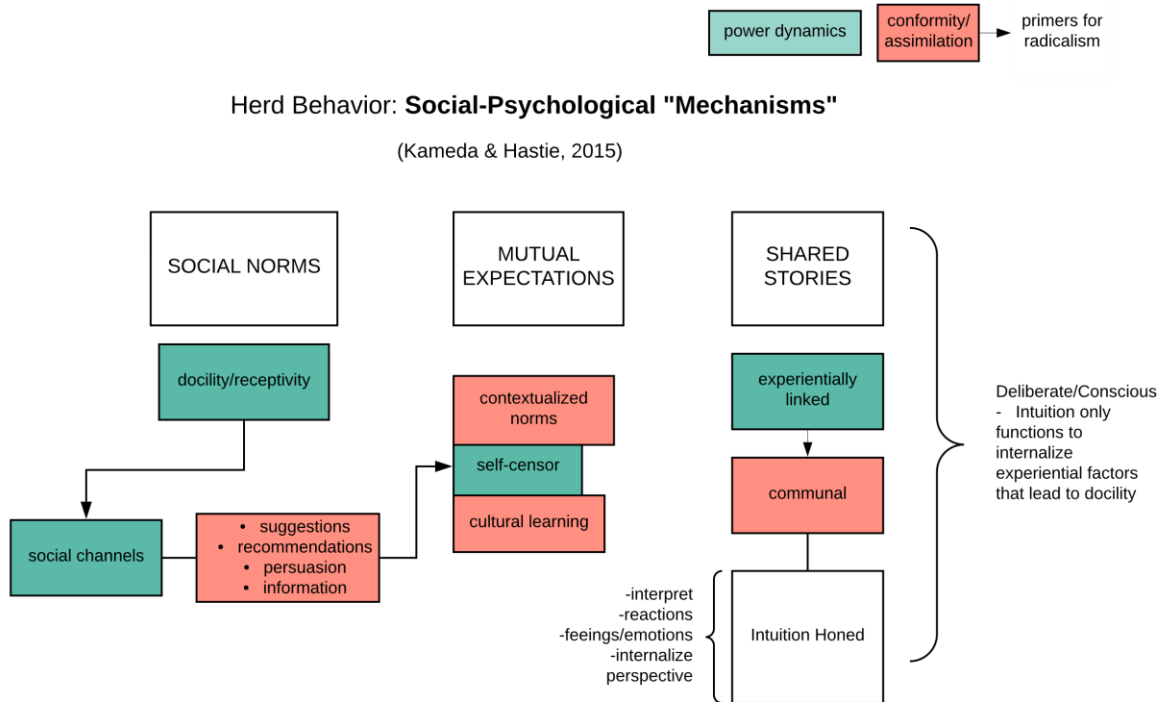 power dynamics
conformity/
assimilation
primers for
radicalism
Herd Behavior: Social-Psychological "Mechanisms"
(Kameda & Hastie, 2015)
SOCIAL NORMS
MUTUAL
EXPECTATIONS
SHARED
STORIES
docility/receptivity
social channels
• suggestions
• recommendations
• persuasion
• information
contextualized
norms
self-censor
cultural learning
experientially
linked
communal
Intuition Honed
-interpret
-reactions
-feeings/emotions
-internalize
perspective
Deliberate/Conscious
- Intuition only
functions to
internalize
experiential factors
that lead to docility